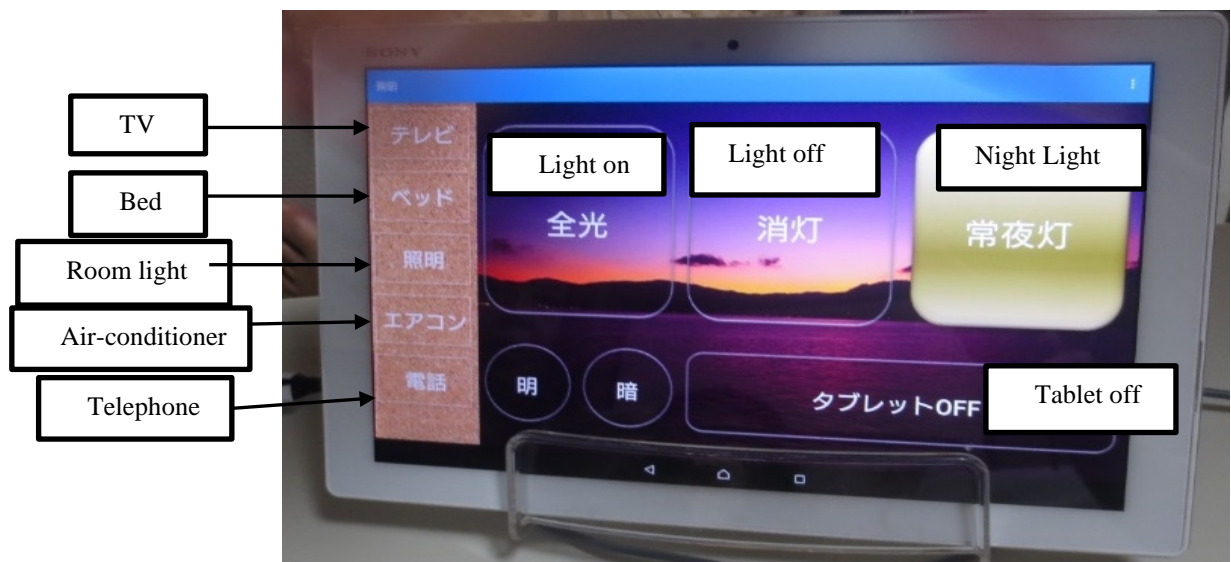 SONY
照明
TV
テレビ
Light on
Light off
Night Light
Bed
ベッド
全光
消灯
常夜灯
Room light
照明
Air-conditioner
エアコン
Telephone
電話
明
暗
タブレットOFF
Tablet off